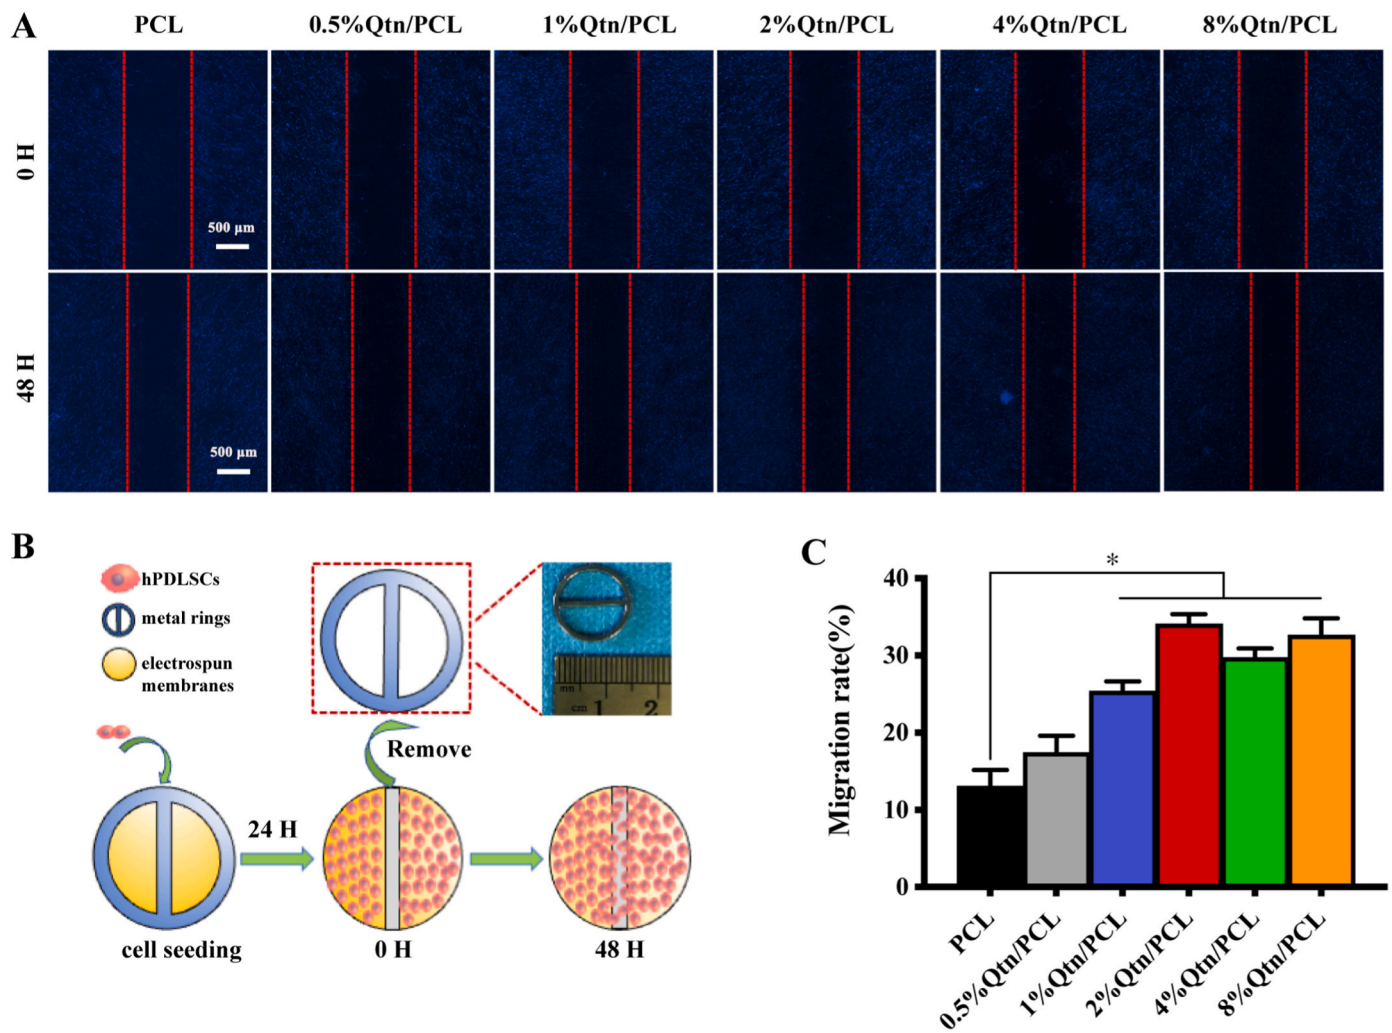 A
PCL
0.5%Qtn/PCL
1%Qtn/PCL
2%Qtn/PCL
4%Qtn/PCL
8%Qtn/PCL
0 H
500 µm
48 H
500 µm
B
hPDLSCs
metal rings
electrospun
membranes
mm
cm 1 2
Remove
24 H
cell seeding
0 H
48 H
C
*
Migration rate(%)
40
30
20
10
0
PCL
0.5%Qtn/PCL
1%Qtn/PCL
2%Qtn/PCL
4%Qtn/PCL
8%Qtn/PCL